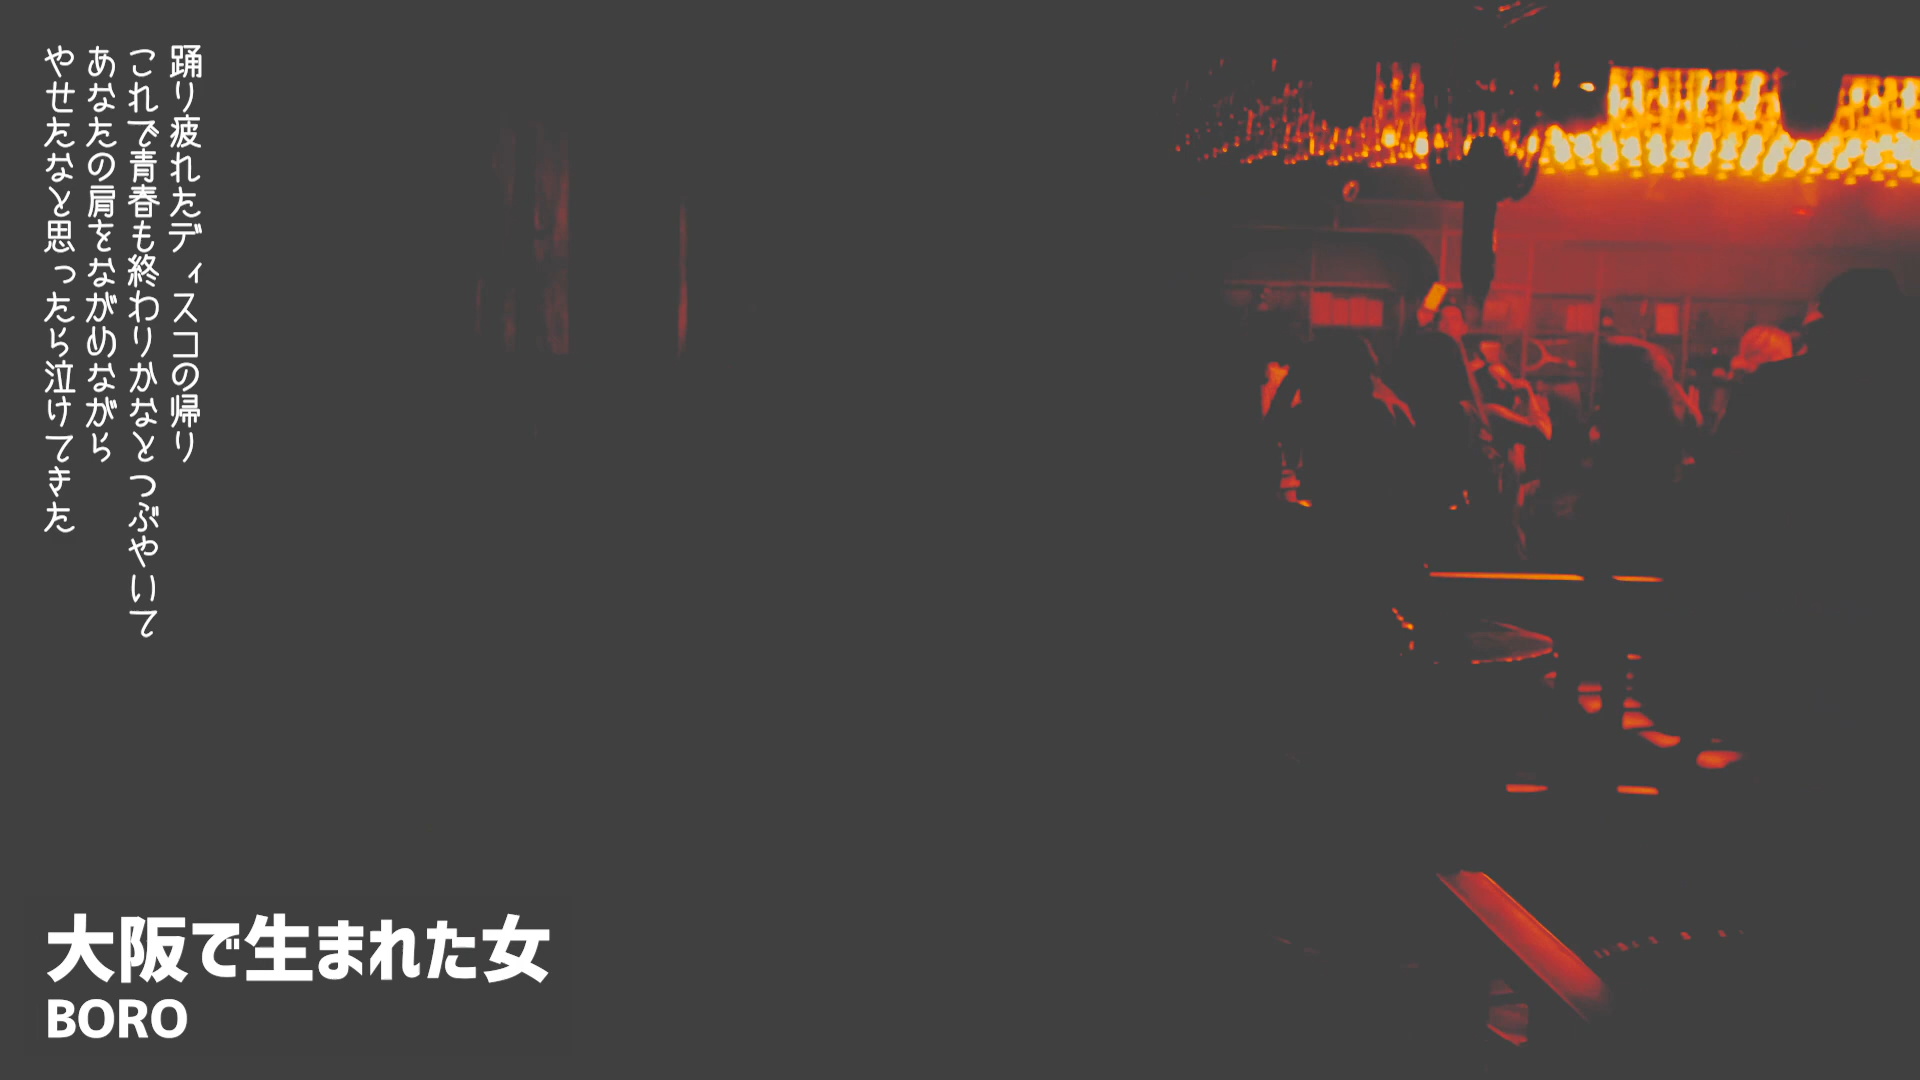 踊り疲れたディスコの帰り
これで青春も終わりかなとつぶやいて
あなたの肩をながめながら
やせたなと思ったら泣けてきた
大阪で生まれた女
BORO